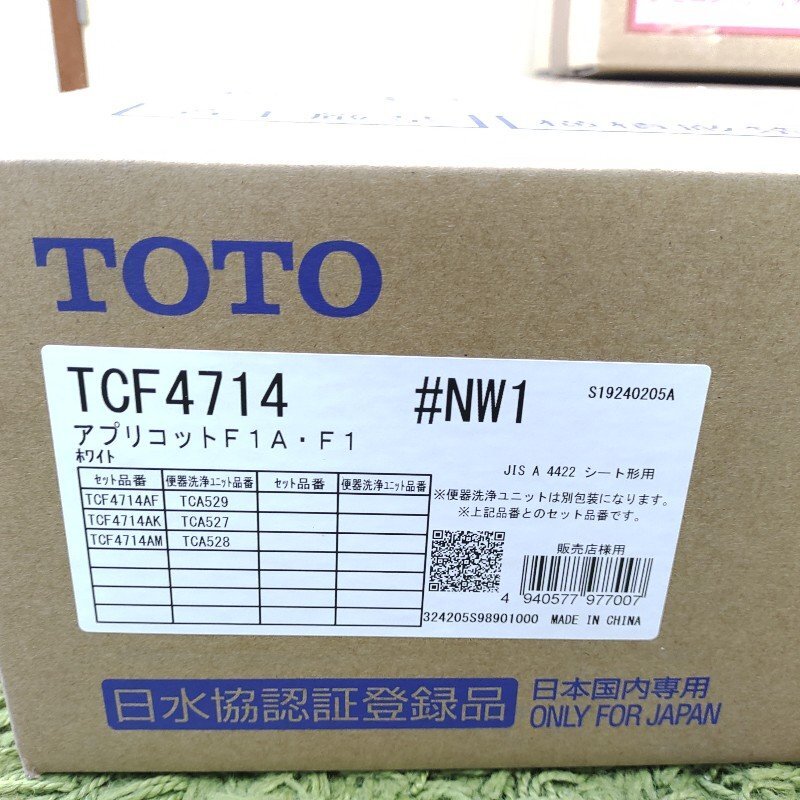 TOTO
TCF4714 #NW1 S19240205A
アプリコットF1A・F1
ホワイト
JIS A 4422 シート形用
セット品番 便器洗浄ユニット品番 セット品番 便器洗浄ユニット品番
TCF4714AF TCA529
TCF4714AK TCA527
TCF4714AM TCA528
※便器洗浄ユニットは別包装になります。
※上記品番とのセット品番です。
販売店様用
4 940577 977007
324205S98901000 MADE IN CHINA
日水協認証登録品
日本国内専用
ONLY FOR JAPAN